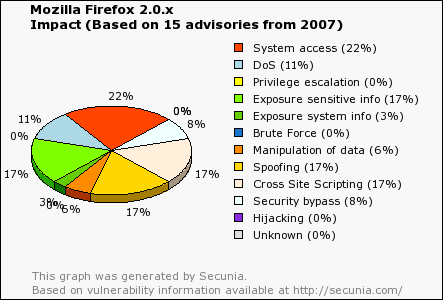 Mozilla Firefox 2.0.x
Impact (Based on 15 advisories from 2007)
System access (22%)
DoS (11%)
Privilege escalation (0%)
Exposure sensitive info (17%)
Exposure system info (3%)
Brute Force (0%)
Manipulation of data (6%)
Spoofing (17%)
Cross Site Scripting (17%)
Security bypass (8%)
Hijacking (0%)
Unknown (0%)
22%
0%
8%
11%
0%
17%
17%
3%
0%
6%
17%
This graph was generated by Secunia.
Based on vulnerability information available at http://secunia.com/